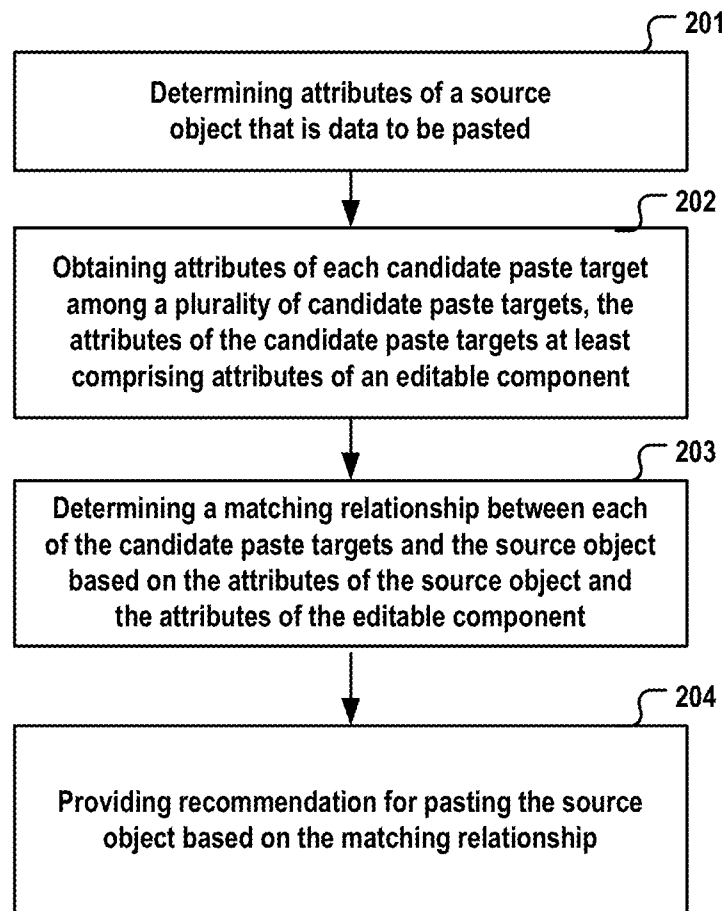 201
Determining attributes of a source
object that is data to be pasted
202
Obtaining attributes of each candidate paste target
among a plurality of candidate paste targets, the
attributes of the candidate paste targets at least
comprising attributes of an editable component
203
Determining a matching relationship between each
of the candidate paste targets and the source object
based on the attributes of the source object and
the attributes of the editable component
204
Providing recommendation for pasting the source
object based on the matching relationship